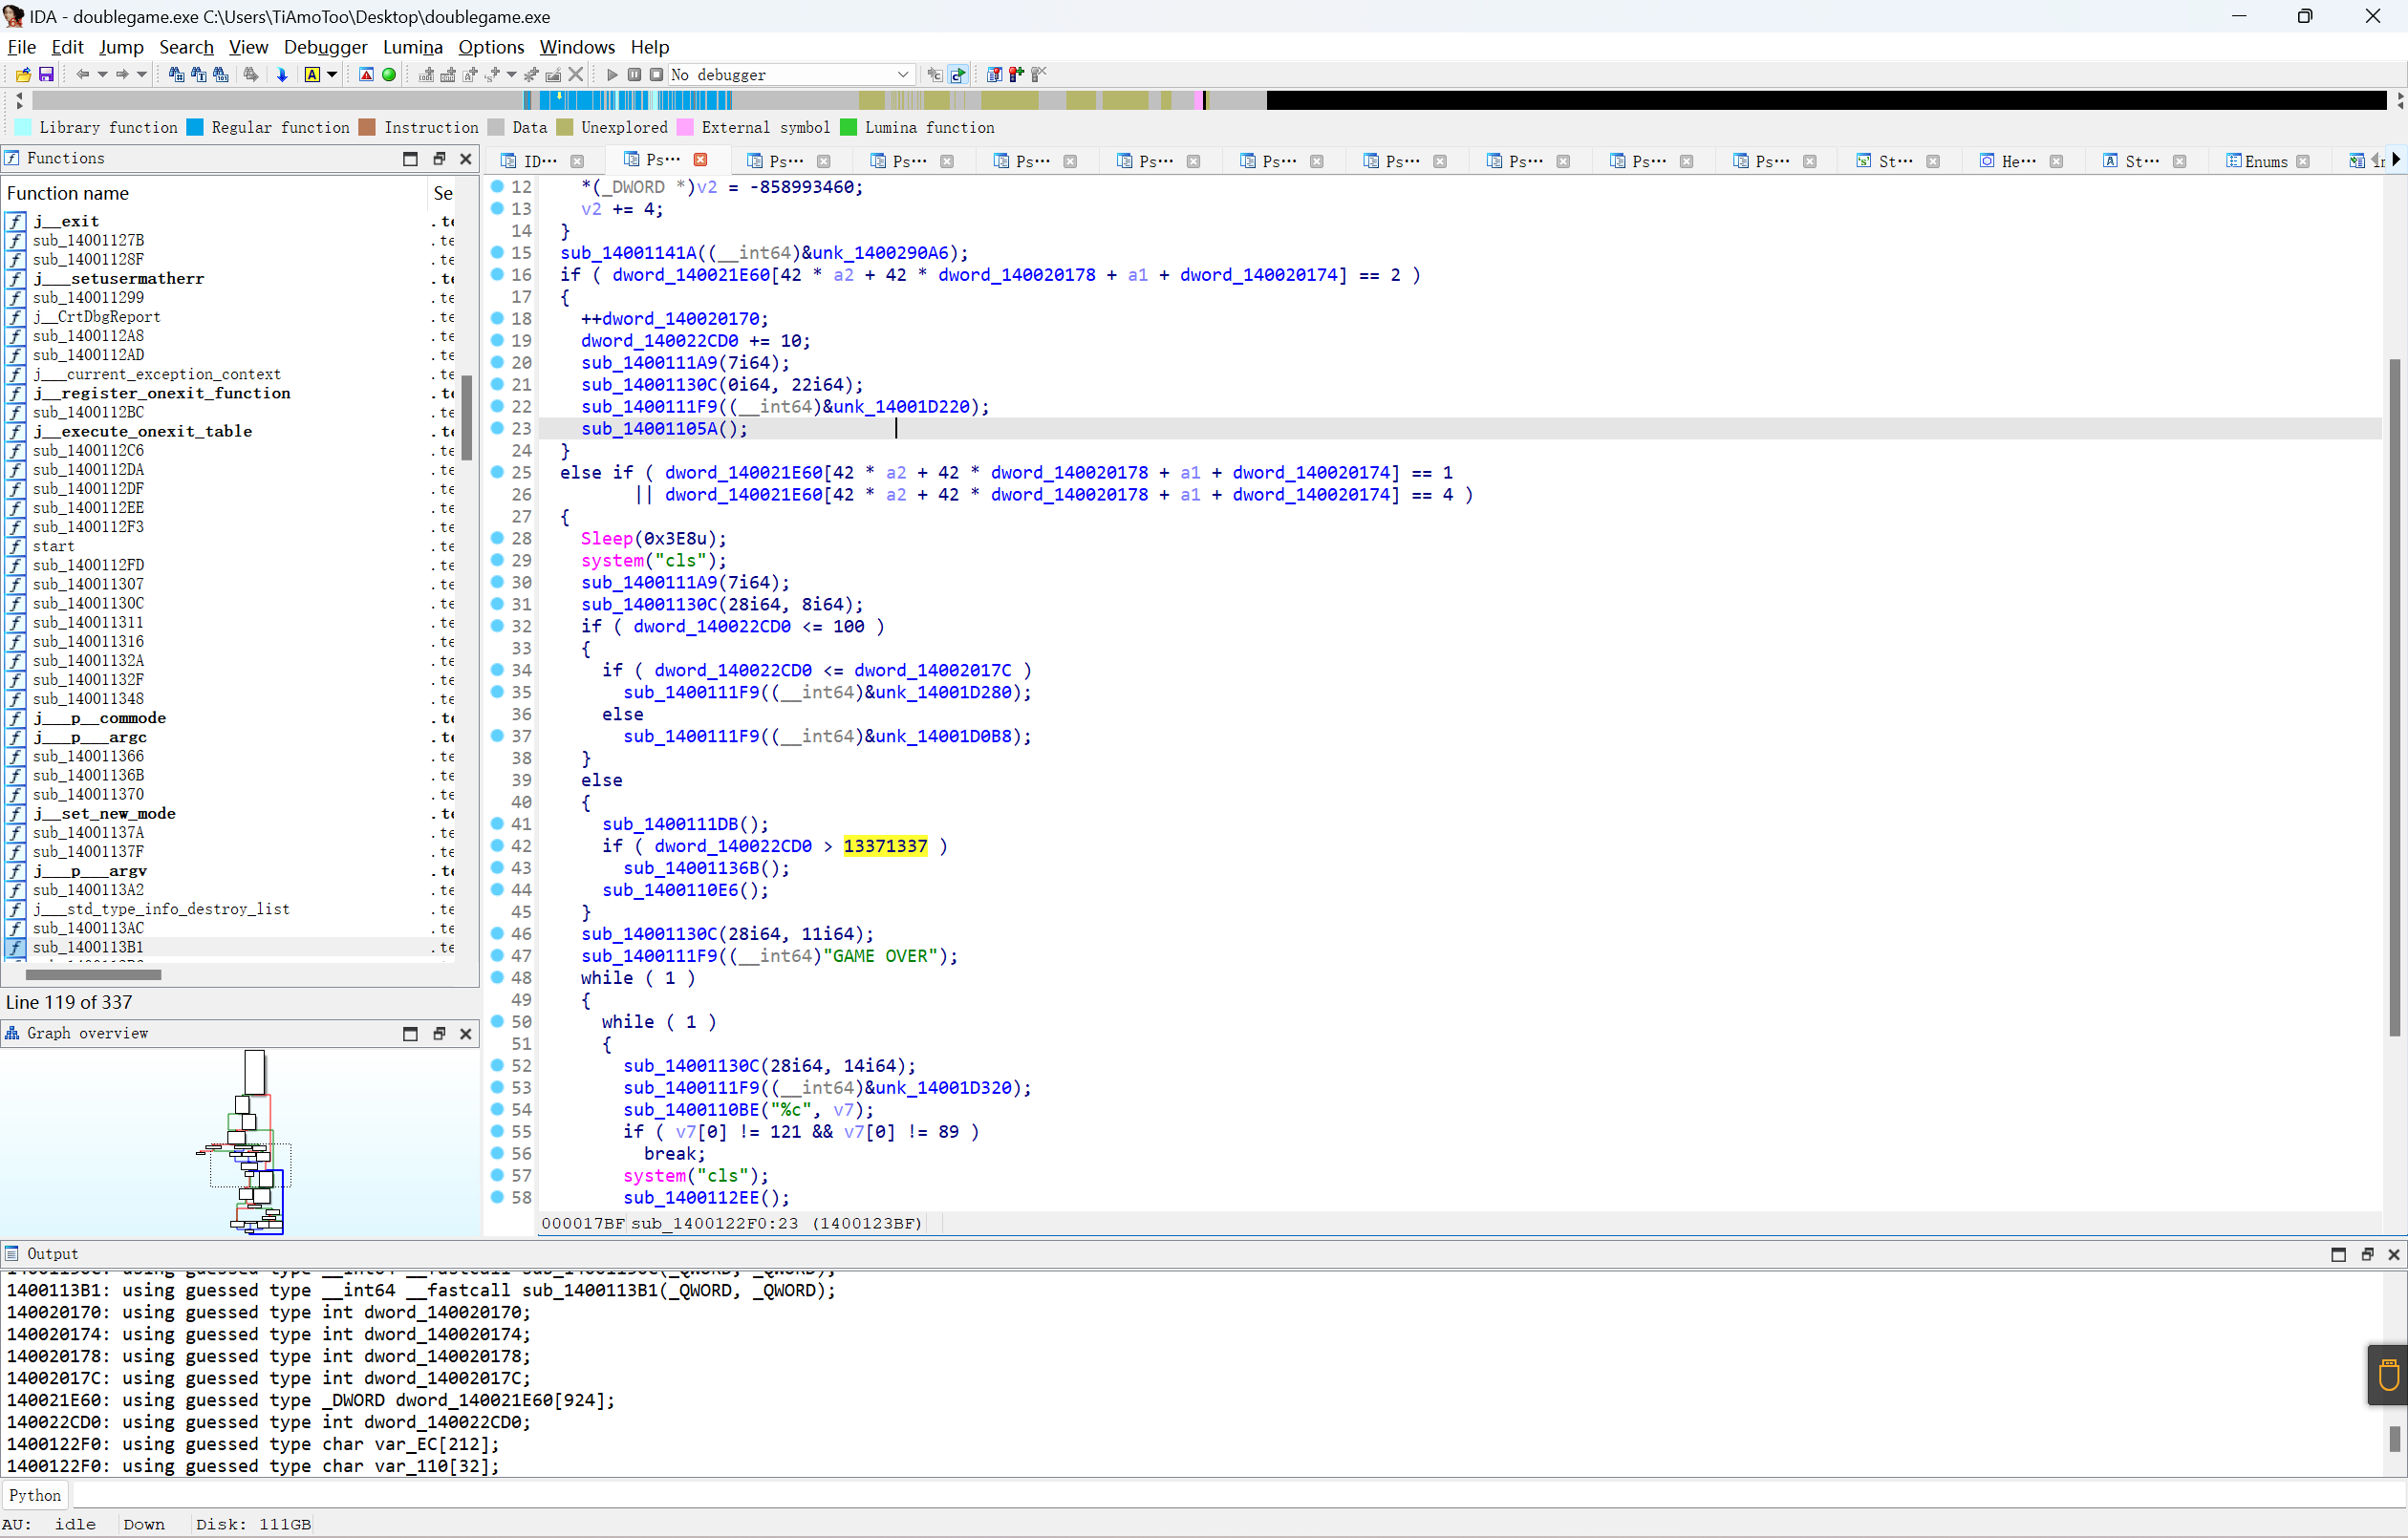 IDA - doublegame.exe C:\Users\TiAmoToo\Desktop\doublegame.exe
File Edit Jump Search View Debugger Lumina Options Windows Help
No debugger
Library function Regular function Instruction Data Unexplored External symbol Lumina function
Functions
ID··· Ps··· Ps··· Ps··· Ps··· Ps··· Ps··· Ps··· Ps··· Ps··· Ps··· St··· He··· St··· Enums
Function name Se
j__exit .te
sub_14001127B .te
sub_14001128F .te
j___setusermatherr .te
sub_140011299 .te
j__CrtDbgReport .te
sub_1400112A8 .te
sub_1400112AD .te
j___current_exception_context .te
j__register_onexit_function .te
sub_1400112BC .te
j__execute_onexit_table .te
sub_1400112C6 .te
sub_1400112DA .te
sub_1400112DF .te
sub_1400112EE .te
sub_1400112F3 .te
start .te
sub_1400112FD .te
sub_140011307 .te
sub_14001130C .te
sub_140011311 .te
sub_140011316 .te
sub_14001132A .te
sub_14001132F .te
sub_140011348 .te
j___p__commode .te
j___p___argc .te
sub_140011366 .te
sub_14001136B .te
sub_140011370 .te
j__set_new_mode .te
sub_14001137A .te
sub_14001137F .te
j___p___argv .te
sub_1400113A2 .te
j___std_type_info_destroy_list .te
sub_1400113AC .te
sub_1400113B1 .te
Line 119 of 337
Graph overview
12 *(_DWORD *)v2 = -858993460;
13 v2 += 4;
14 }
15 sub_14001141A((__int64)&unk_1400290A6);
16 if ( dword_140021E60[42 * a2 + 42 * dword_140020178 + a1 + dword_140020174] == 2 )
17 {
18 ++dword_140020170;
19 dword_140022CD0 += 10;
20 sub_1400111A9(7i64);
21 sub_14001130C(0i64, 22i64);
22 sub_1400111F9((__int64)&unk_14001D220);
23 sub_14001105A();
24 }
25 else if ( dword_140021E60[42 * a2 + 42 * dword_140020178 + a1 + dword_140020174] == 1
26 || dword_140021E60[42 * a2 + 42 * dword_140020178 + a1 + dword_140020174] == 4 )
27 {
28 Sleep(0x3E8u);
29 system("cls");
30 sub_1400111A9(7i64);
31 sub_14001130C(28i64, 8i64);
32 if ( dword_140022CD0 <= 100 )
33 {
34 if ( dword_140022CD0 <= dword_14002017C )
35 sub_1400111F9((__int64)&unk_14001D280);
36 else
37 sub_1400111F9((__int64)&unk_14001D0B8);
38 }
39 else
40 {
41 sub_1400111DB();
42 if ( dword_140022CD0 > 13371337 )
43 sub_14001136B();
44 sub_1400110E6();
45 }
46 sub_14001130C(28i64, 11i64);
47 sub_1400111F9((__int64)"GAME OVER");
48 while ( 1 )
49 {
50 while ( 1 )
51 {
52 sub_14001130C(28i64, 14i64);
53 sub_1400111F9((__int64)&unk_14001D320);
54 sub_1400110BE("%c", v7);
55 if ( v7[0] != 121 && v7[0] != 89 )
56 break;
57 system("cls");
58 sub_1400112EE();
000017BF sub_1400122F0:23 (1400123BF)
Output
1400113B1: using guessed type __int64 __fastcall sub_1400113B1(_QWORD, _QWORD);
140020170: using guessed type int dword_140020170;
140020174: using guessed type int dword_140020174;
140020178: using guessed type int dword_140020178;
14002017C: using guessed type int dword_14002017C;
140021E60: using guessed type _DWORD dword_140021E60[924];
140022CD0: using guessed type int dword_140022CD0;
1400122F0: using guessed type char var_EC[212];
1400122F0: using guessed type char var_110[32];
Python
AU: idle Down Disk: 111GB